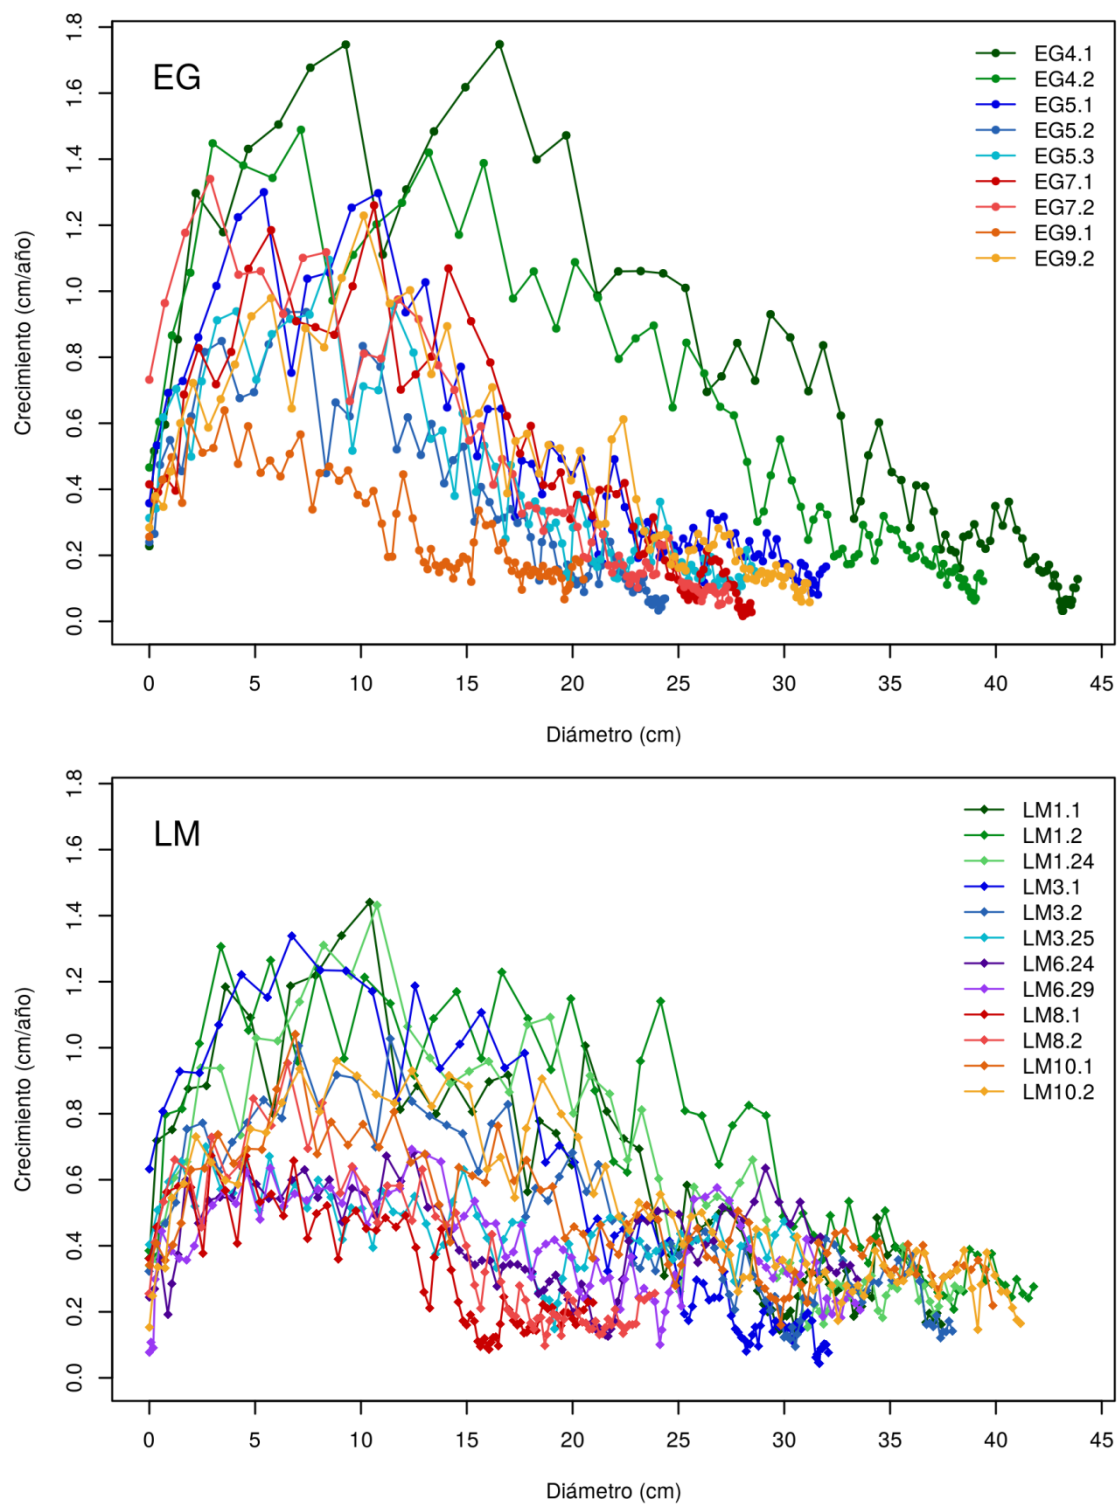 EG
EG4.1
EG4.2
EG5.1
EG5.2
EG5.3
EG7.1
EG7.2
EG9.1
EG9.2
Crecimiento (cm/año)
1.8
1.6
1.4
1.2
1.0
0.8
0.6
0.4
0.2
0.0
0 5 10 15 20 25 30 35 40 45
Diámetro (cm)
LM
LM1.1
LM1.2
LM1.24
LM3.1
LM3.2
LM3.25
LM6.24
LM6.29
LM8.1
LM8.2
LM10.1
LM10.2
Crecimiento (cm/año)
1.8
1.6
1.4
1.2
1.0
0.8
0.6
0.4
0.2
0.0
0 5 10 15 20 25 30 35 40 45
Diámetro (cm)